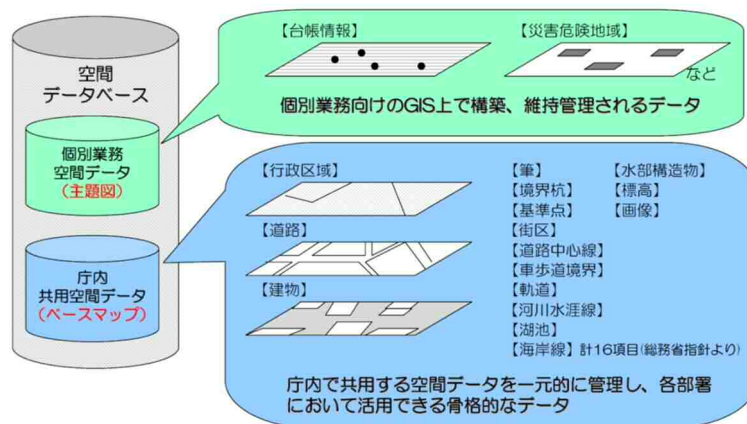 空間
データベース
個別業務
空間データ
(主題図)
庁内
共用空間データ
(ベースマップ)
【台帳情報】
【災害危険地域】
など
個別業務向けのGIS上で構築、維持管理されるデータ
【行政区域】
【道路】
【建物】
【筆】
【境界杭】
【基準点】
【街区】
【道路中心線】
【車歩道境界】
【軌道】
【河川水涯線】
【湖池】
【海岸線】計16項目(総務省指針より)
【水部構造物】
【標高】
【画像】
庁内で共用する空間データを一元的に管理し、各部署
において活用できる骨格的なデータ